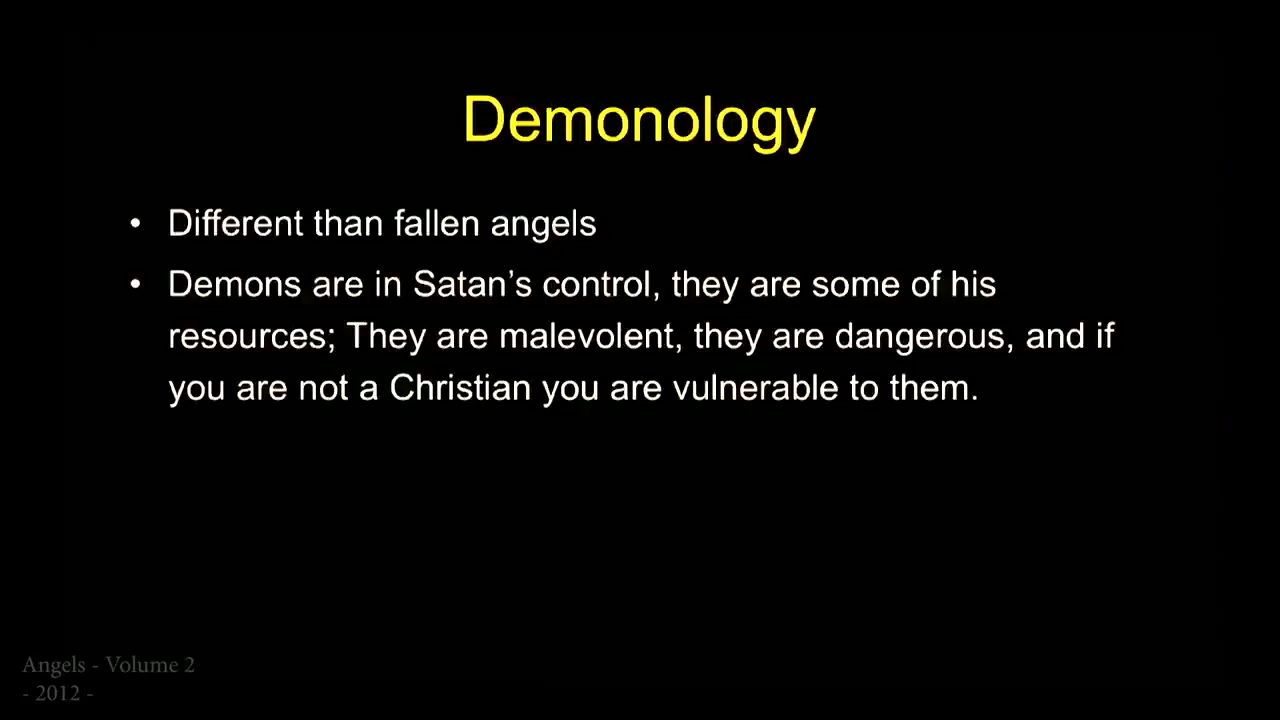 Demonology
• Different than fallen angels
• Demons are in Satan’s control, they are some of his
resources; They are malevolent, they are dangerous, and if
you are not a Christian you are vulnerable to them.
Angels - Volume 2
- 2012 -